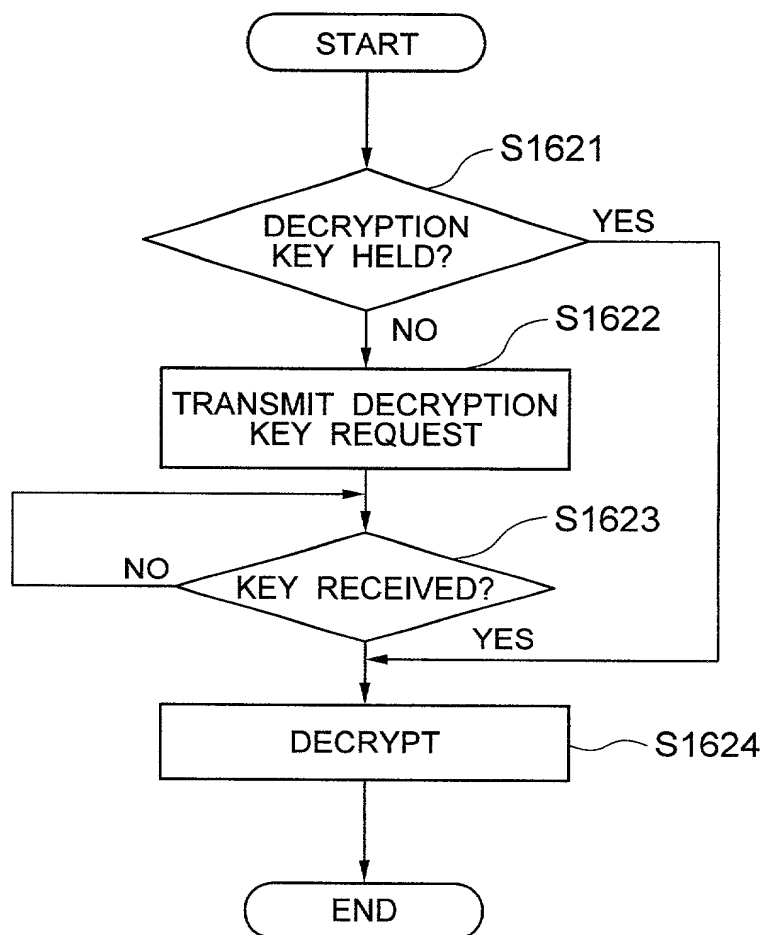 START
S1621
DECRYPTION
KEY HELD?
YES
NO
S1622
TRANSMIT DECRYPTION
KEY REQUEST
S1623
NO
KEY RECEIVED?
YES
DECRYPT
S1624
END